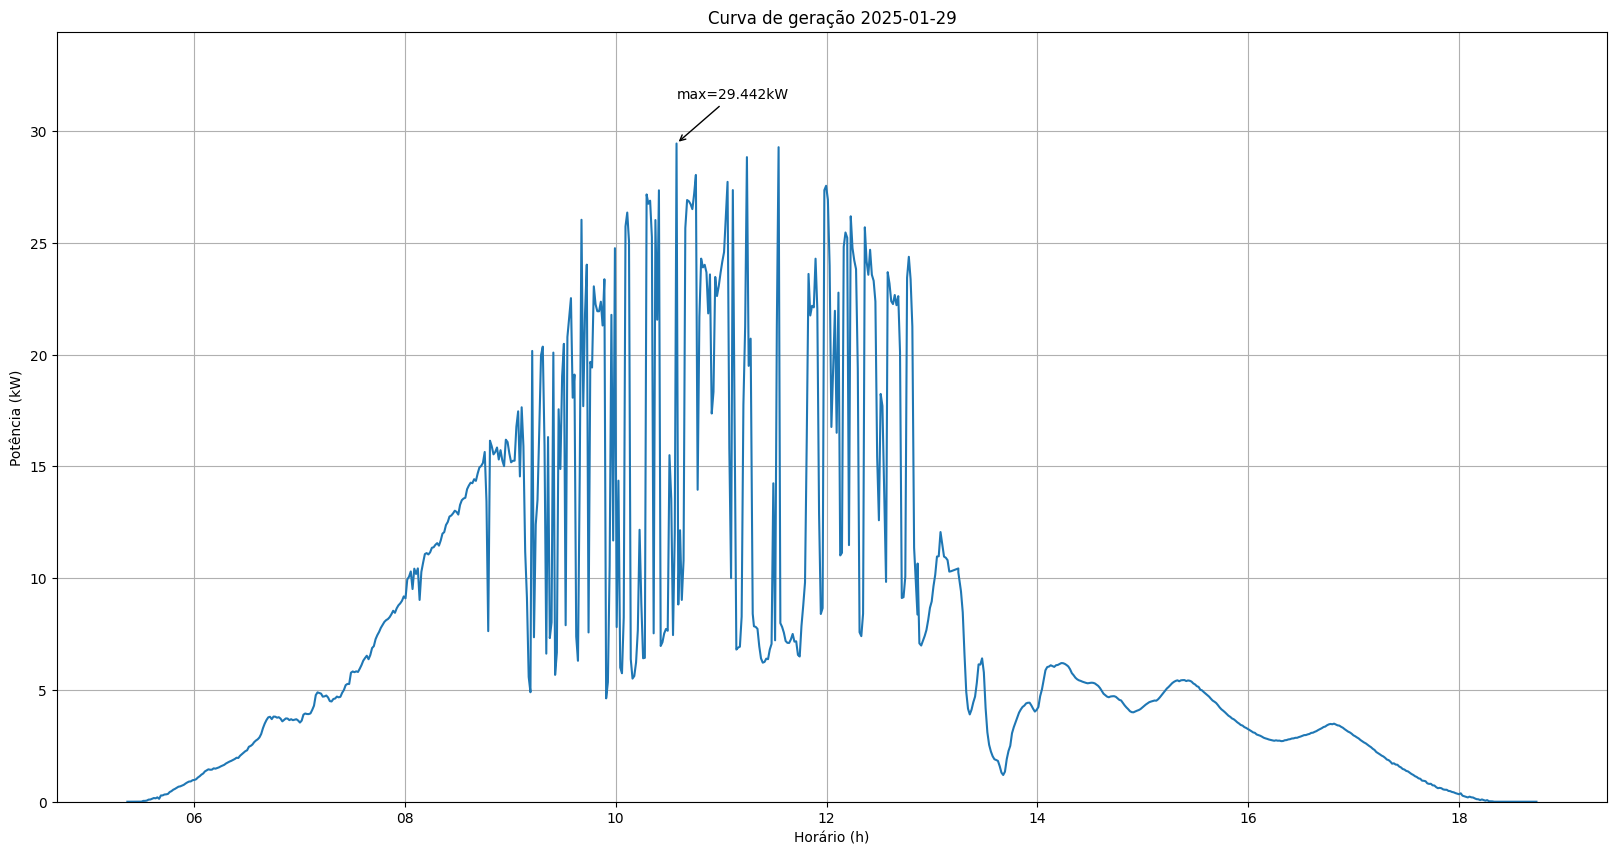 Curva de geração 2025-01-29
max=29.442kW
Potência (kW)
30
25
20
15
10
5
0
06 08 10 12 14 16 18
Horário (h)